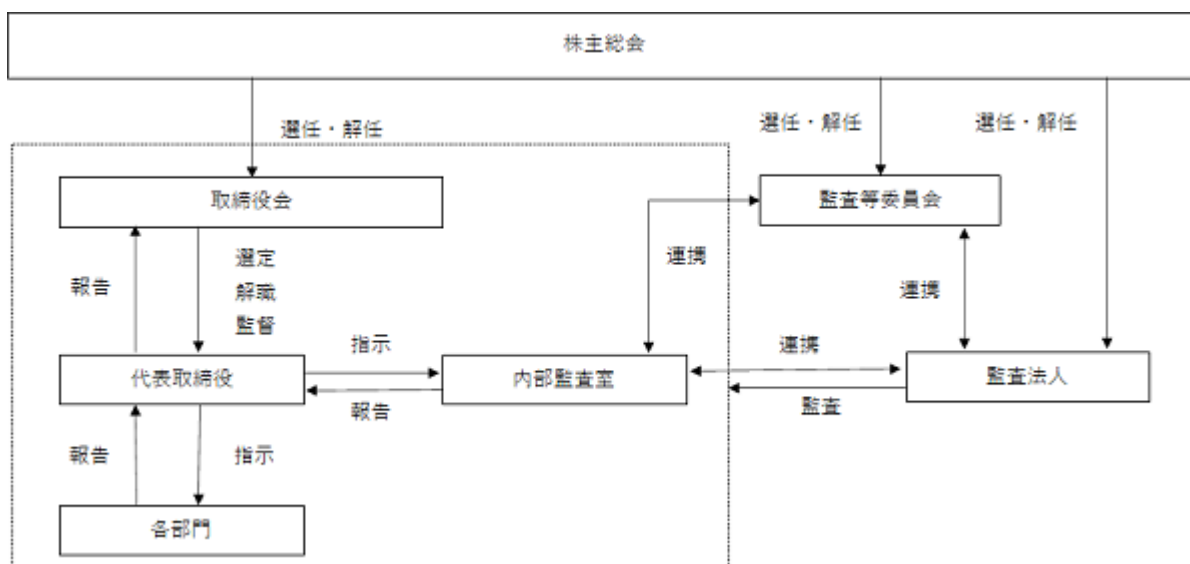 株主総会
選任・解任
選任・解任
選任・解任
取締役会
監査等委員会
報告
選定
解職
監督
連携
連携
代表取締役
指示
報告
内部監査室
連携
監査
監査法人
報告
指示
各部門